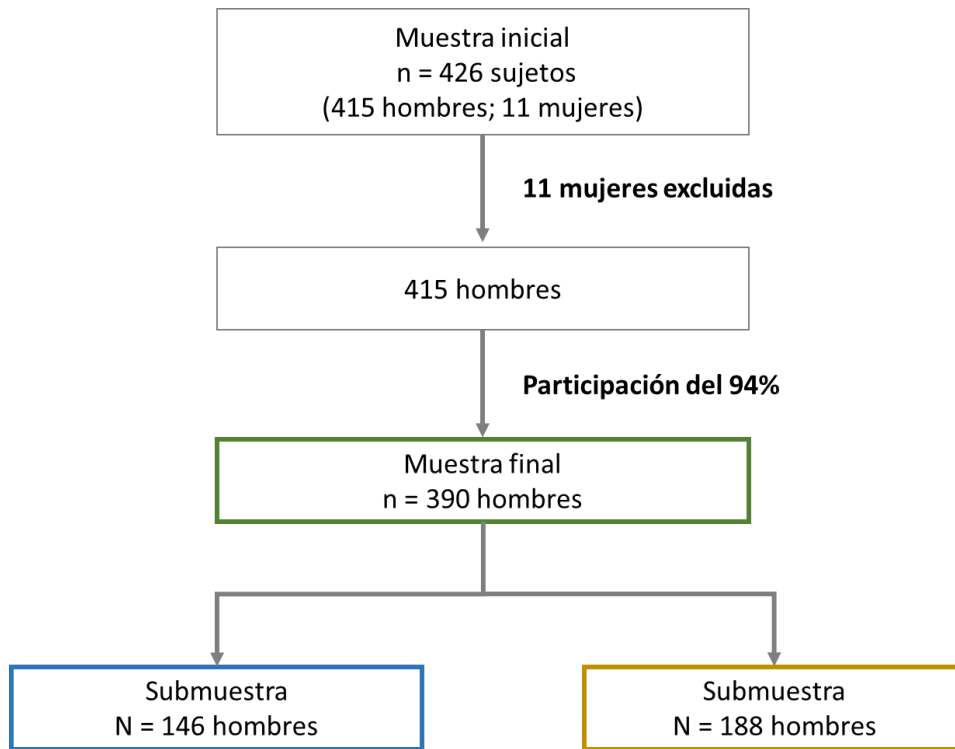 Muestra inicial
n = 426 sujetos
(415 hombres; 11 mujeres)
11 mujeres excluidas
415 hombres
Participación del 94%
Muestra final
n = 390 hombres
Submuestra
N = 146 hombres
Submuestra
N = 188 hombres